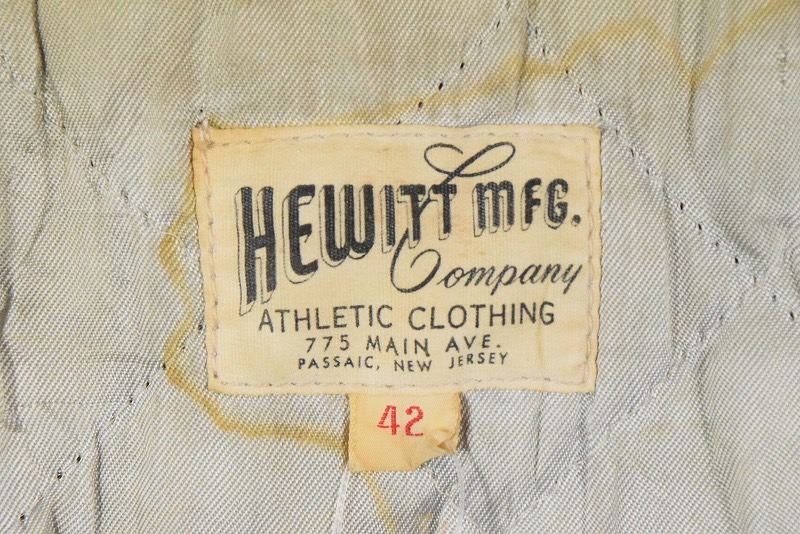 HEWITT MFG.
Company
ATHLETIC CLOTHING
775 MAIN AVE.
PASSAIC, NEW JERSEY
42